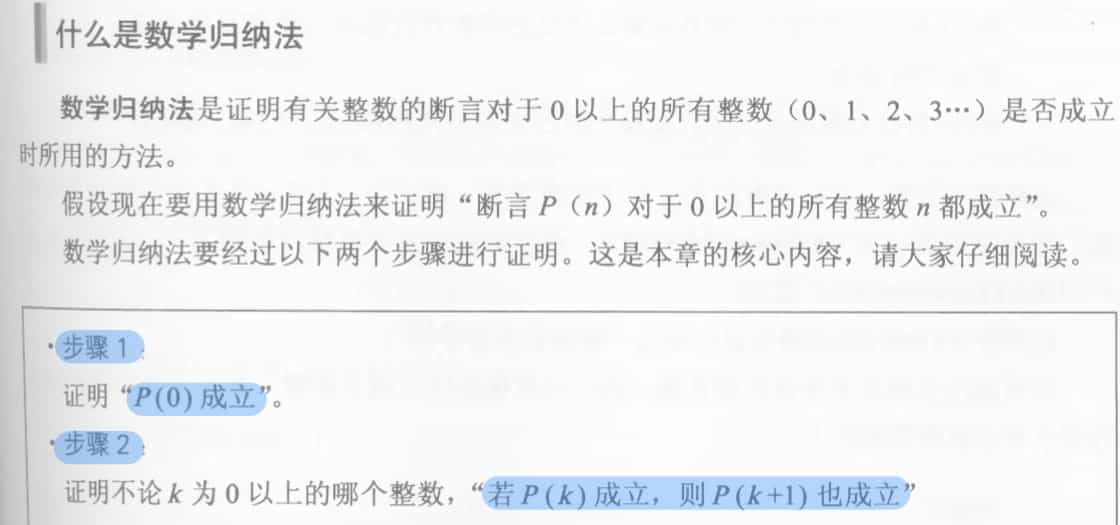 什么是数学归纳法
数学归纳法是证明有关整数的断言对于 0 以上的所有整数（0、1、2、3…）是否成立
时所用的方法。
假设现在要用数学归纳法来证明“断言 P（n）对于 0 以上的所有整数 n 都成立”。
数学归纳法要经过以下两个步骤进行证明。这是本章的核心内容，请大家仔细阅读。
·步骤 1：
证明“P(0) 成立”。
·步骤 2：
证明不论 k 为 0 以上的哪个整数，“若 P(k) 成立，则 P(k+1) 也成立”